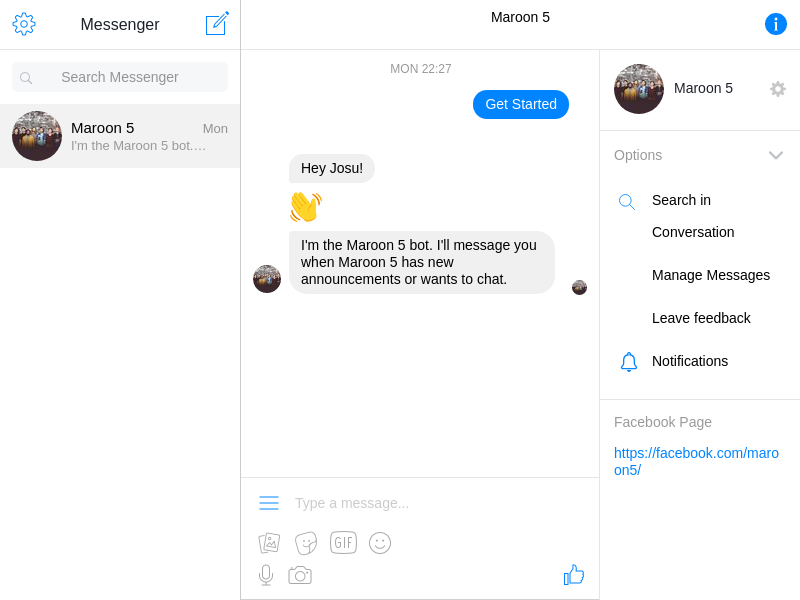 Messenger
Search Messenger
Maroon 5
Mon
I'm the Maroon 5 bot.…
Maroon 5
MON 22:27
Get Started
Hey Josu!
I'm the Maroon 5 bot. I'll message you
when Maroon 5 has new
announcements or wants to chat.
Type a message...
GIF
Maroon 5
Options
Search in
Conversation
Manage Messages
Leave feedback
Notifications
Facebook Page
https://facebook.com/maro
on5/